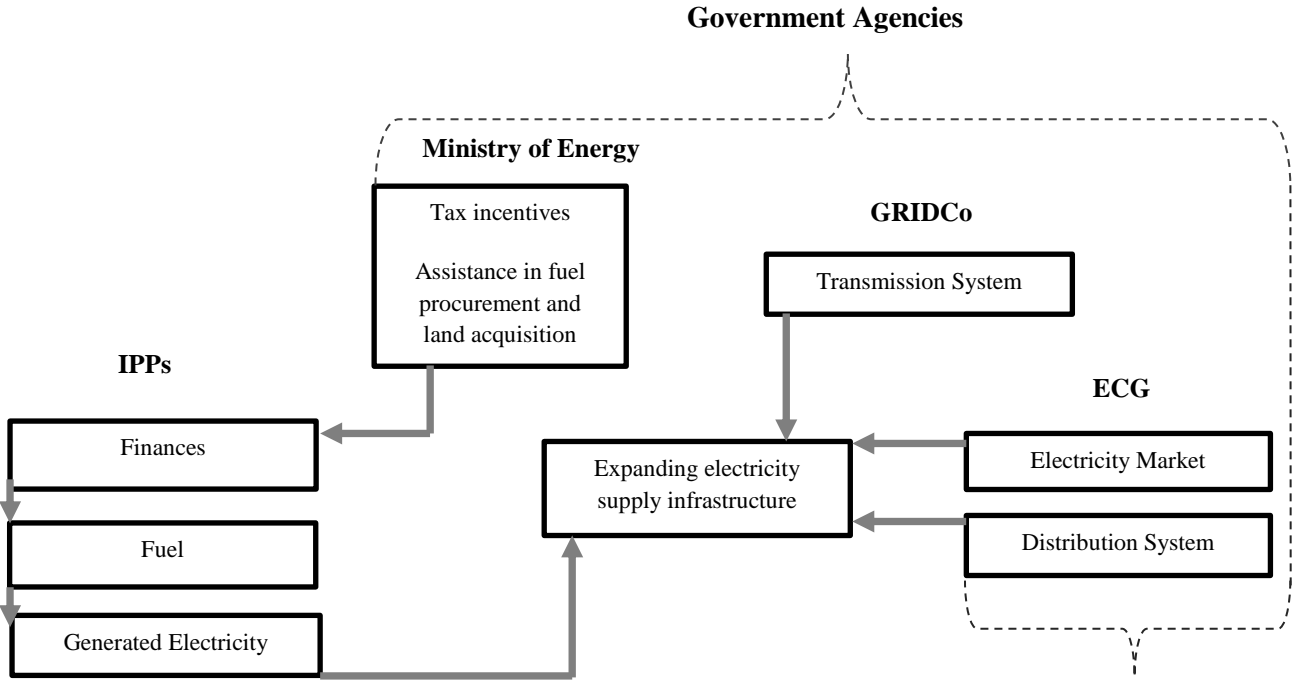 Government Agencies
Ministry of Energy
Tax incentives
Assistance in fuel
procurement and
land acquisition
GRIDCo
Transmission System
IPPs
Finances
Fuel
Generated Electricity
Expanding electricity
supply infrastructure
ECG
Electricity Market
Distribution System